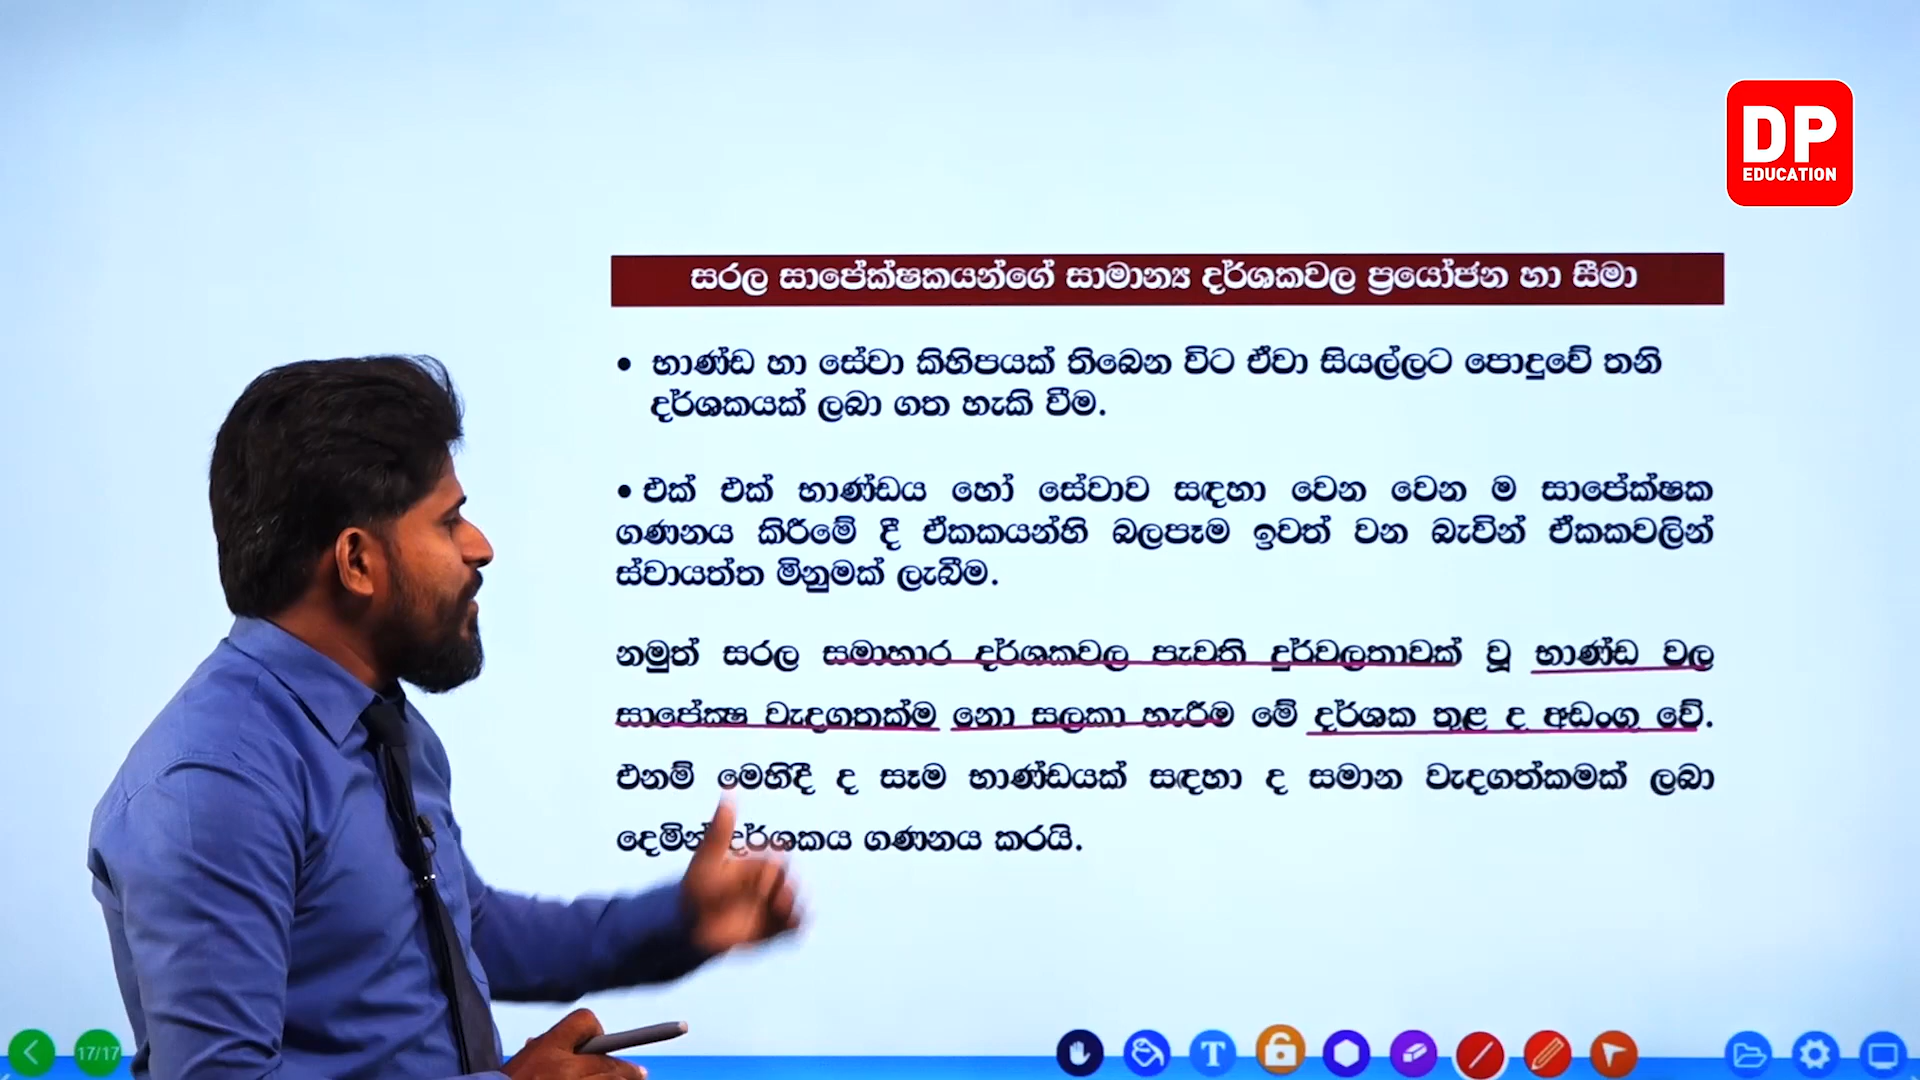 DP
EDUCATION
සරල සාපේක්ෂකයන්ගේ සාමාන්‍ය දර්ශකවල ප්‍රයෝජන හා සීමා
• භාණ්ඩ හා සේවා කිහිපයක් තිබෙන විට ඒවා සියල්ලට පොදුවේ තනි
දර්ශකයක් ලබා ගත හැකි වීම.
• එක් එක් භාණ්ඩය හෝ සේවාව සඳහා වෙන වෙන ම සාපේක්ෂක
ගණනය කිරීමේ දී ඒකකයන්හි බලපෑම ඉවත් වන බැවින් ඒකකවලින්
ස්වායත්ත මිනුමක් ලැබීම.
නමුත් සරල සමාහාර දර්ශකවල පැවති දුර්වලතාවක් වූ භාණ්ඩ වල
සාපේක්ෂ වැදගතක්ම නො සලකා හැරීම මේ දර්ශක තුළ ද අඩංගු වේ.
එනම් මෙහිදී ද සෑම භාණ්ඩයක් සඳහා ද සමාන වැදගත්කමක් ලබා
දෙමින් දර්ශකය ගණනය කරයි.
17/17
T